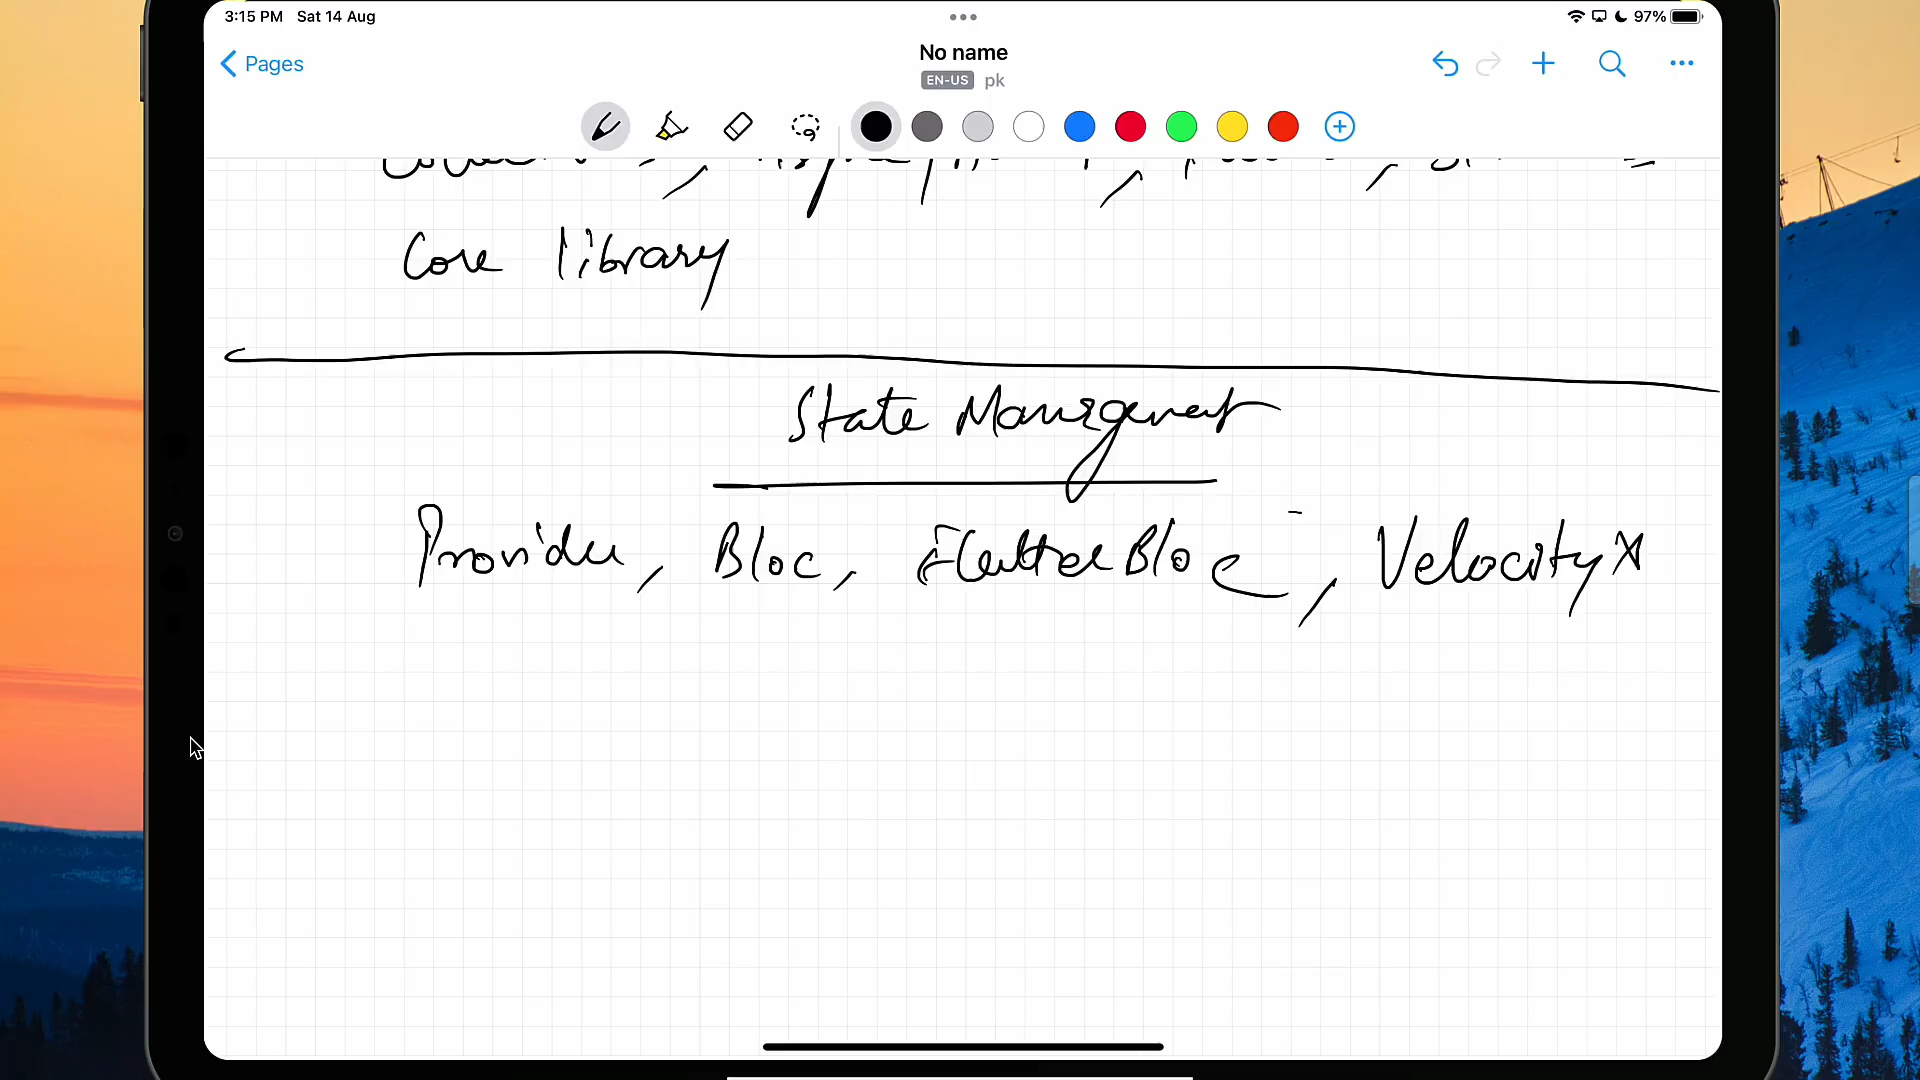 3:15 PM Sat 14 Aug
97%
Pages
No name
EN-US pk
Core library
State Management
Provider, Bloc, FlutterBloc, VelocityX